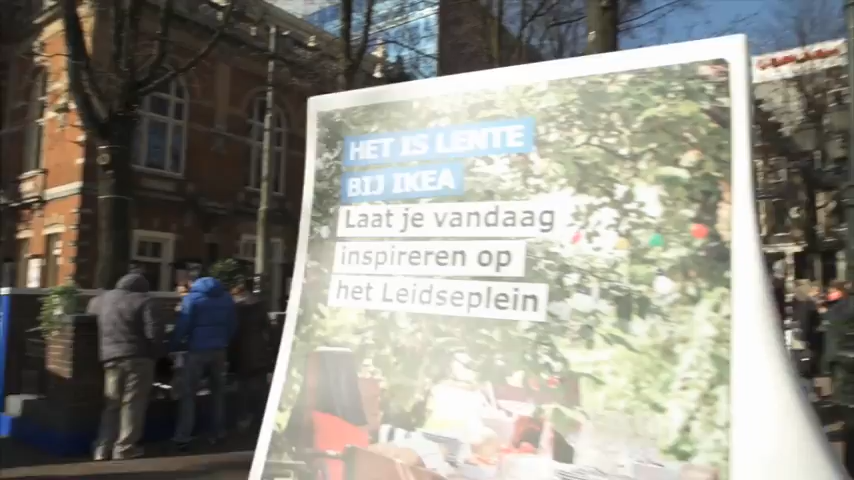 HET IS LENTE
BIJ IKEA
Laat je vandaag
inspireren op
het Leidseplein